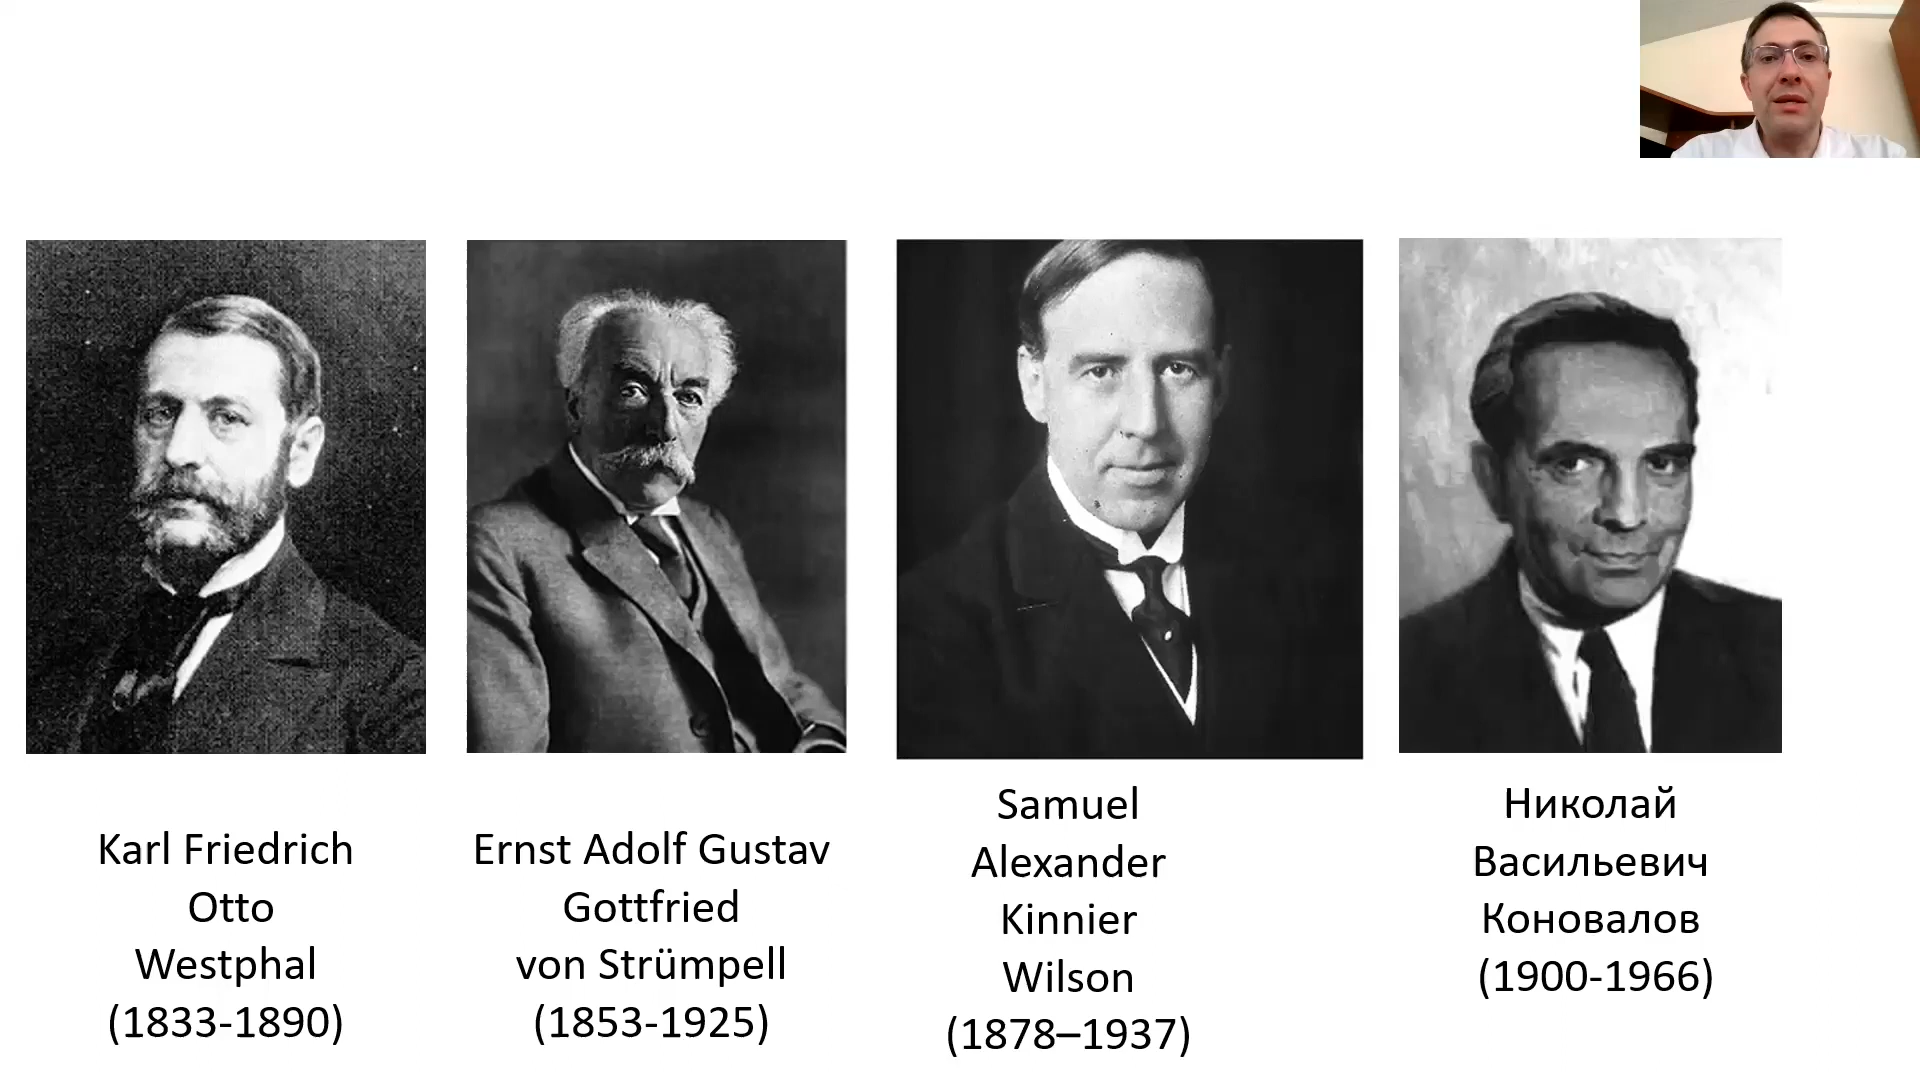 Karl Friedrich
Otto
Westphal
(1833-1890)
Ernst Adolf Gustav
Gottfried
von Strümpell
(1853-1925)
Samuel
Alexander
Kinnier
Wilson
(1878–1937)
Николай
Васильевич
Коновалов
(1900-1966)